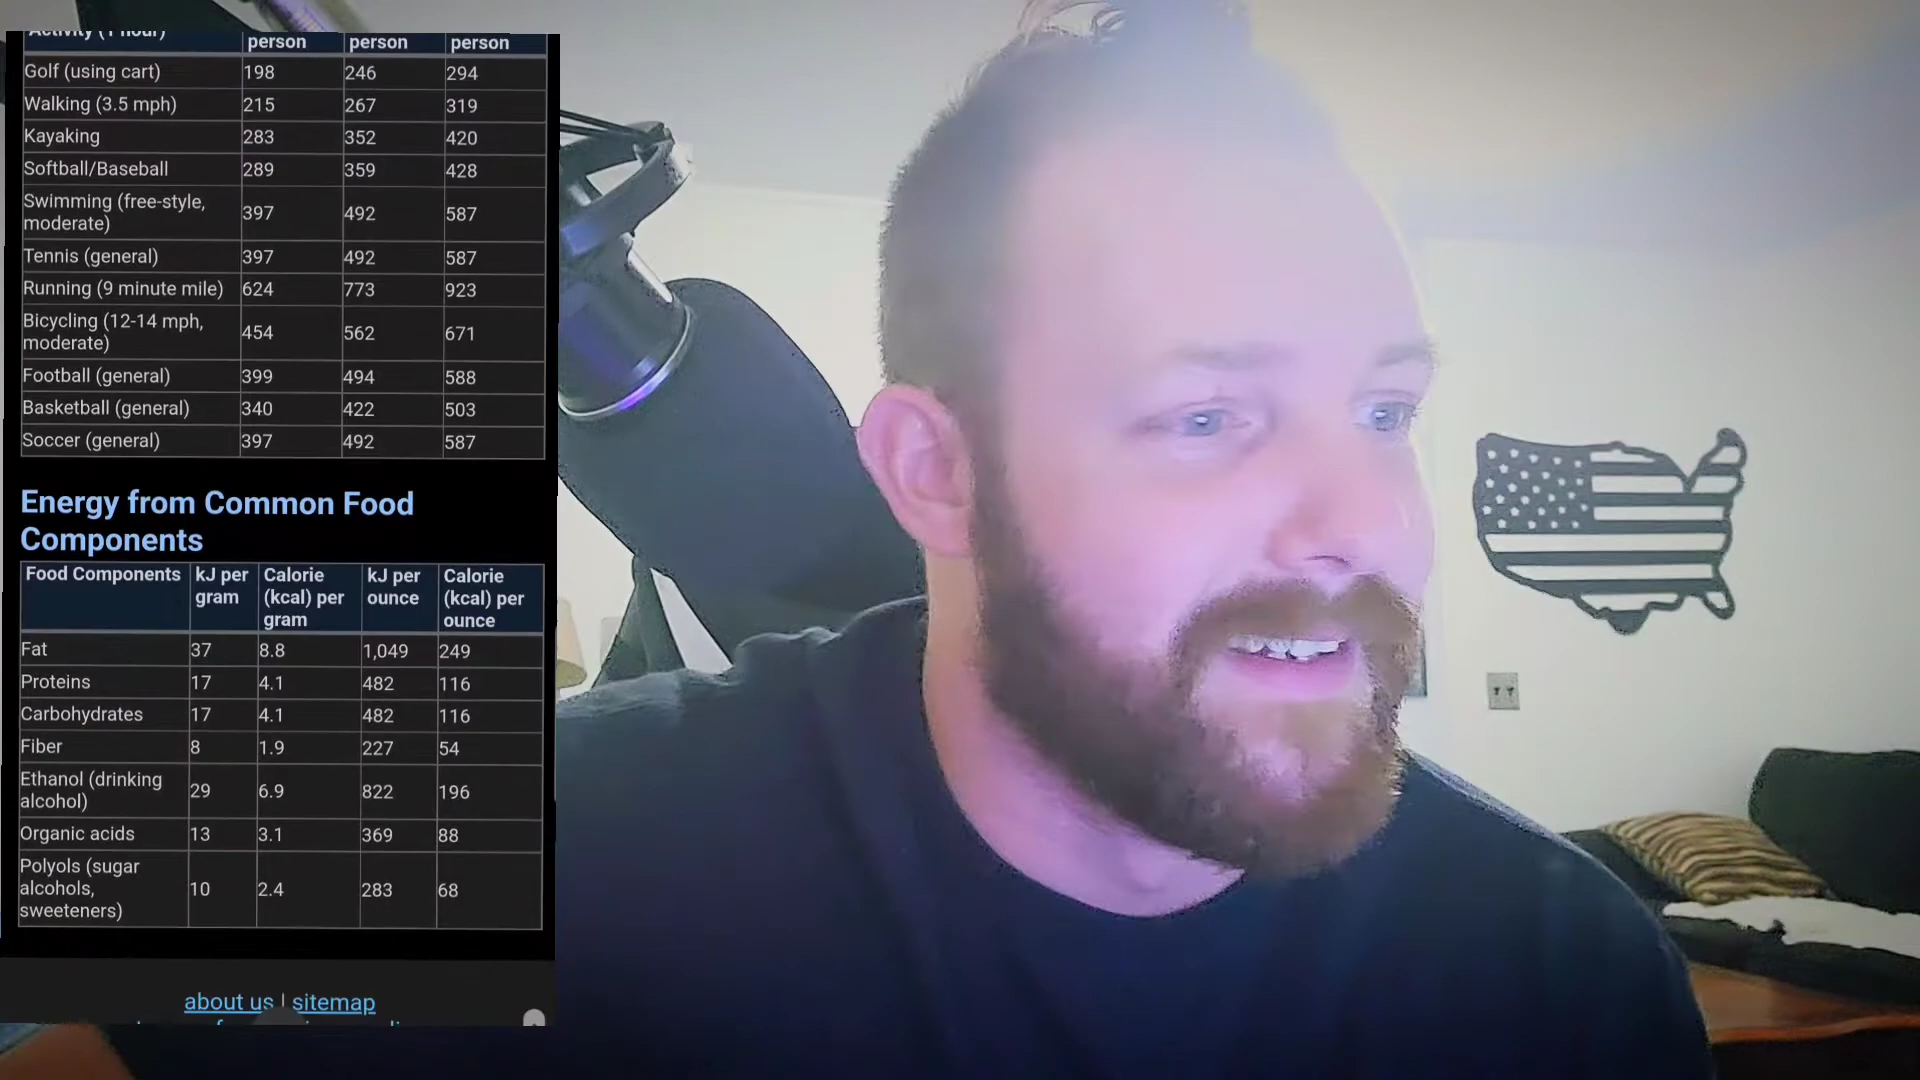 Activity (1 hour) person person person
Golf (using cart) 198 246 294
Walking (3.5 mph) 215 267 319
Kayaking 283 352 420
Softball/Baseball 289 359 428
Swimming (free-style,
moderate) 397 492 587
Tennis (general) 397 492 587
Running (9 minute mile) 624 773 923
Bicycling (12-14 mph,
moderate) 454 562 671
Football (general) 399 494 588
Basketball (general) 340 422 503
Soccer (general) 397 492 587
Energy from Common Food
Components
Food Components kJ per Calorie kJ per Calorie
gram (kcal) per ounce (kcal) per
gram ounce
Fat 37 8.8 1,049 249
Proteins 17 4.1 482 116
Carbohydrates 17 4.1 482 116
Fiber 8 1.9 227 54
Ethanol (drinking
alcohol) 29 6.9 822 196
Organic acids 13 3.1 369 88
Polyols (sugar
alcohols, 10 2.4 283 68
sweeteners)
about us | sitemap